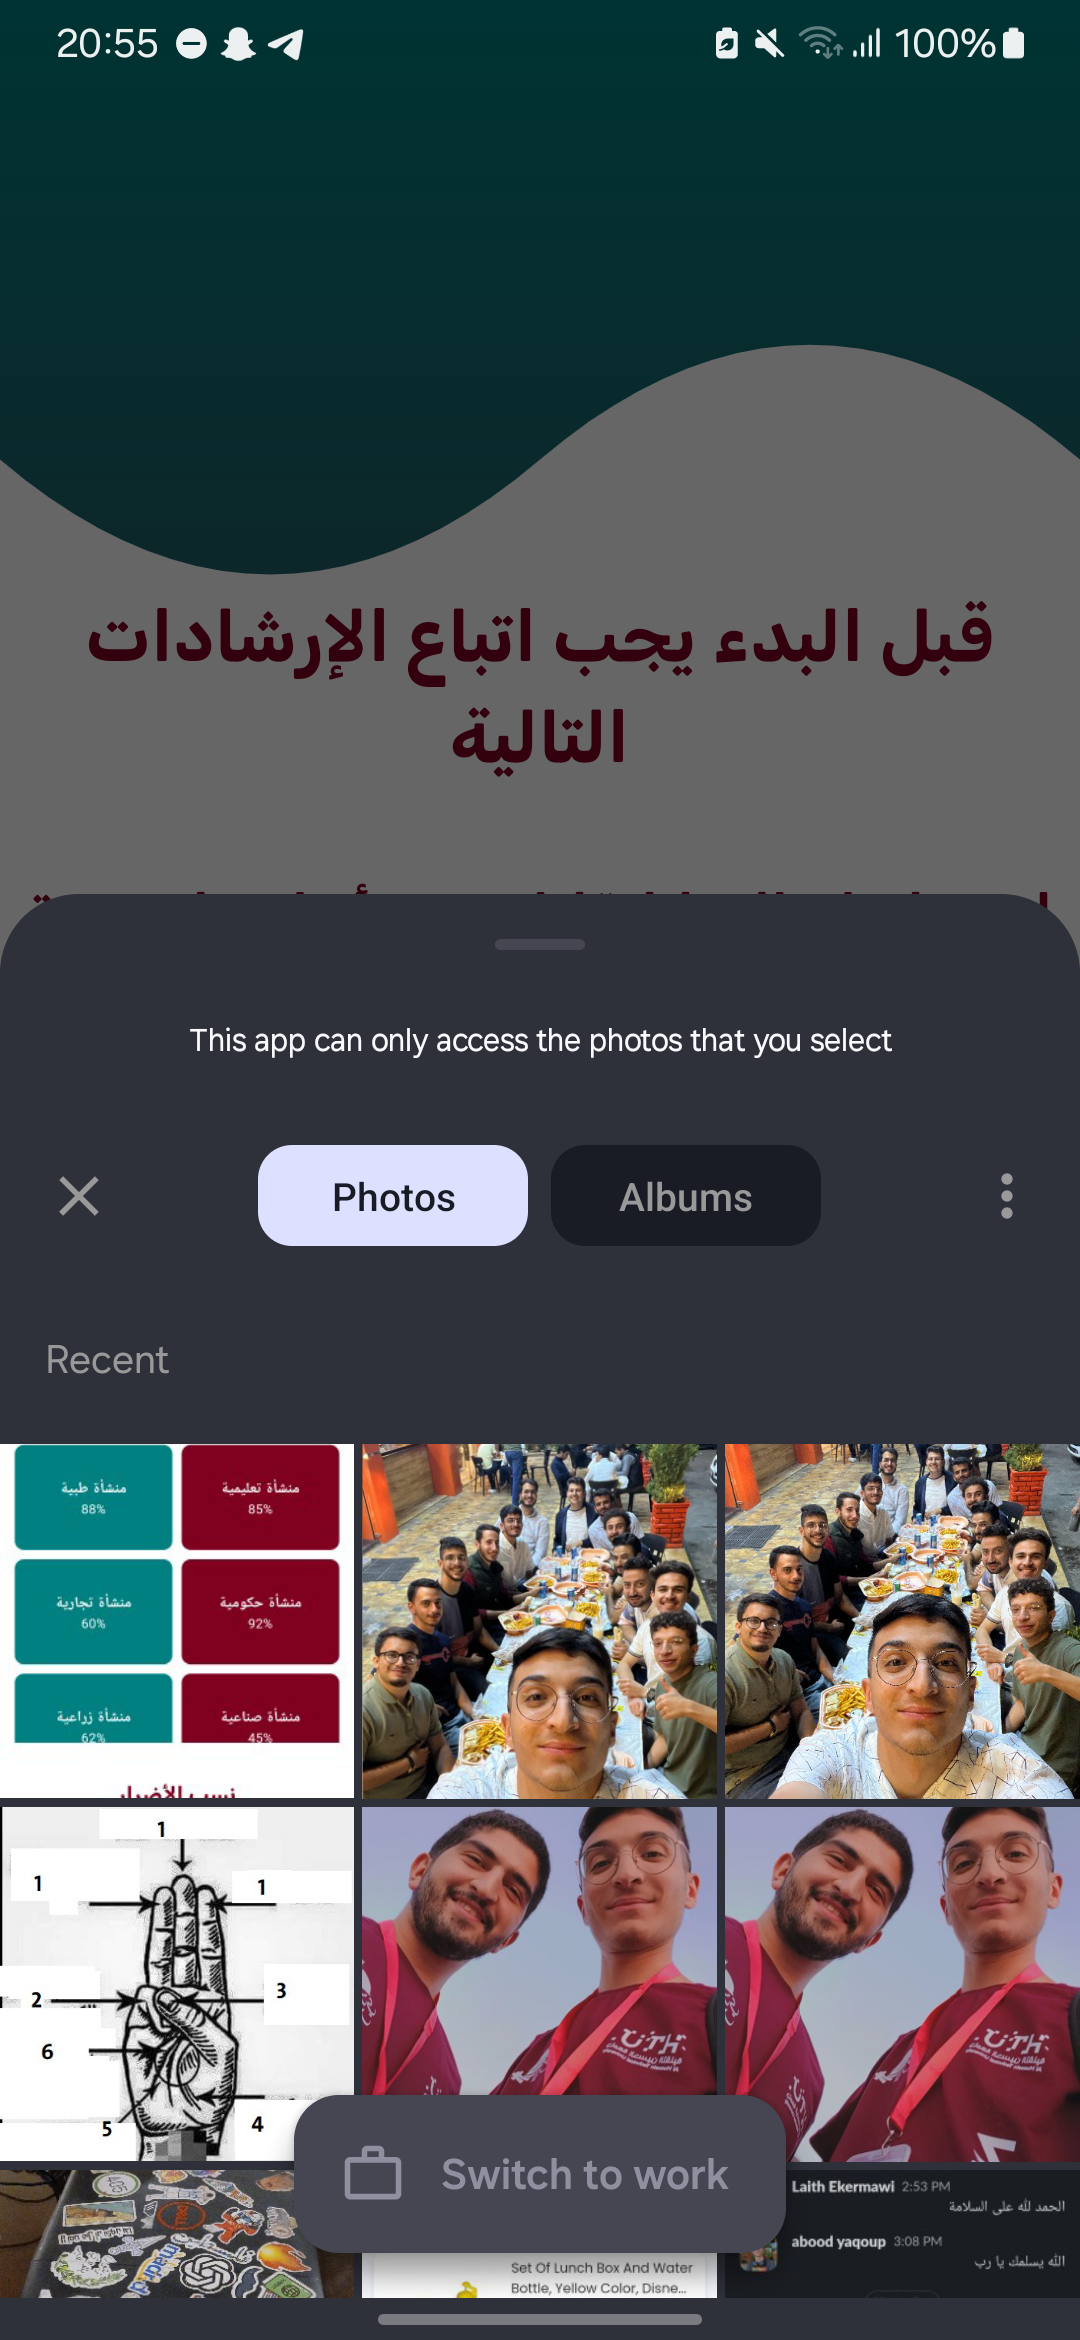 20:55
100%
قبل البدء يجب اتباع الإرشادات
التالية
This app can only access the photos that you select
Photos
Albums
Recent
منشأة طبية
88%
منشأة تعليمية
85%
منشأة تجارية
60%
منشأة حكومية
92%
منشأة زراعية
62%
منشأة صناعية
45%
نسب الأضرار
1
1
1
2
3
6
4
5
Switch to work
Laith Ekermawi 2:53 PM
الحمد لله على السلامة
abood yaqoup 3:08 PM
الله يسلمك يا رب
Set Of Lunch Box And Water
Bottle, Yellow Color, Disne...